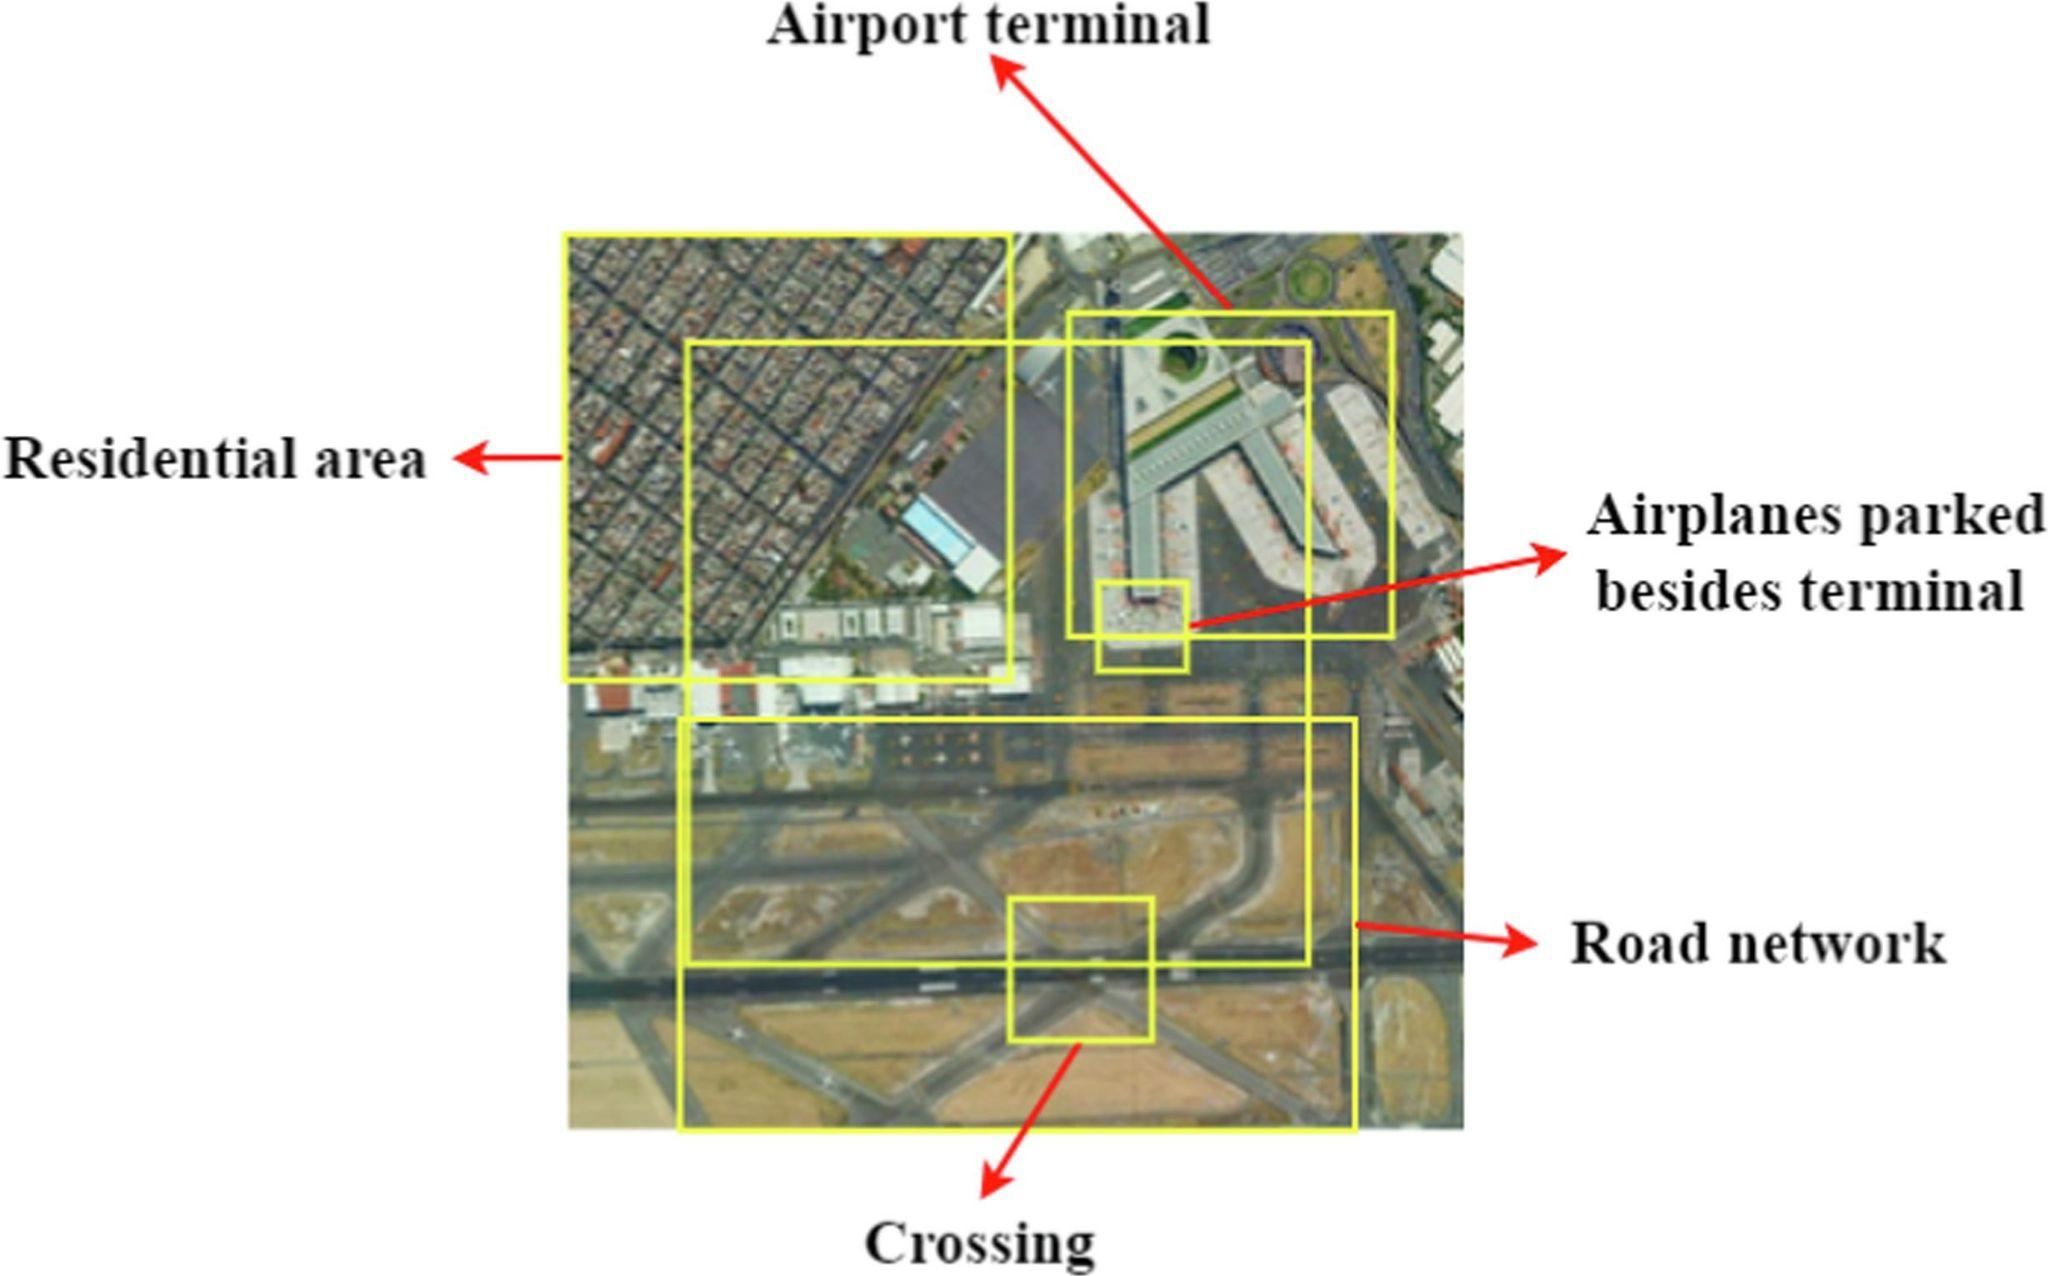 Airport terminal
Residential area
Airplanes parked
besides terminal
Road network
Crossing